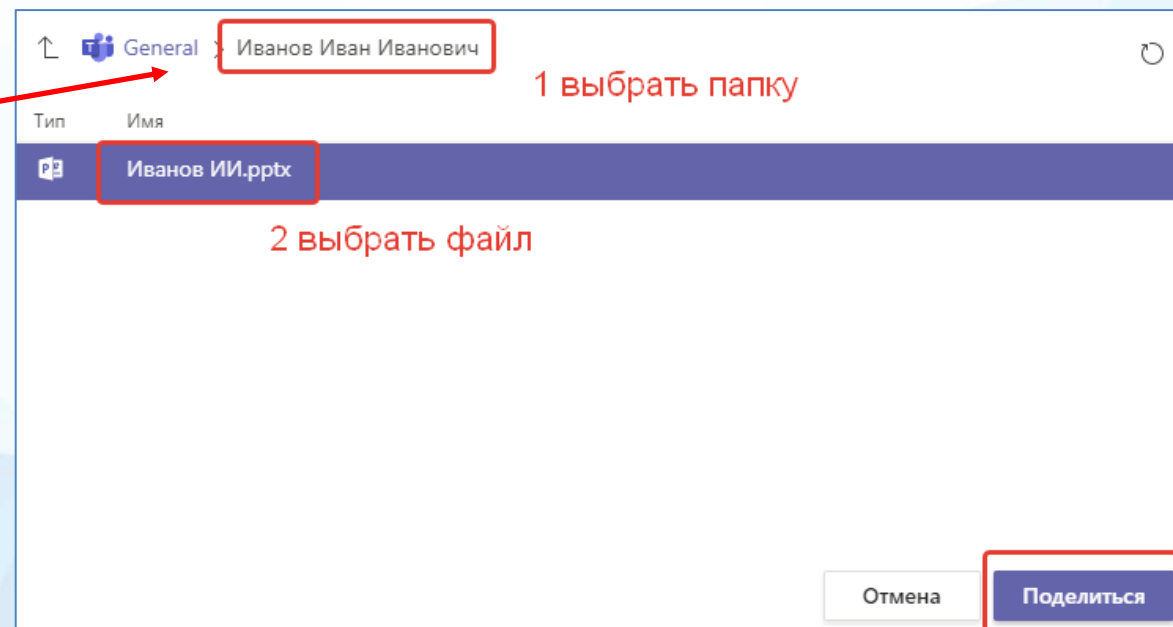 General > Иванов Иван Иванович
1 выбрать папку
Тип Имя
Иванов ИИ.pptx
2 выбрать файл
Отмена Поделиться